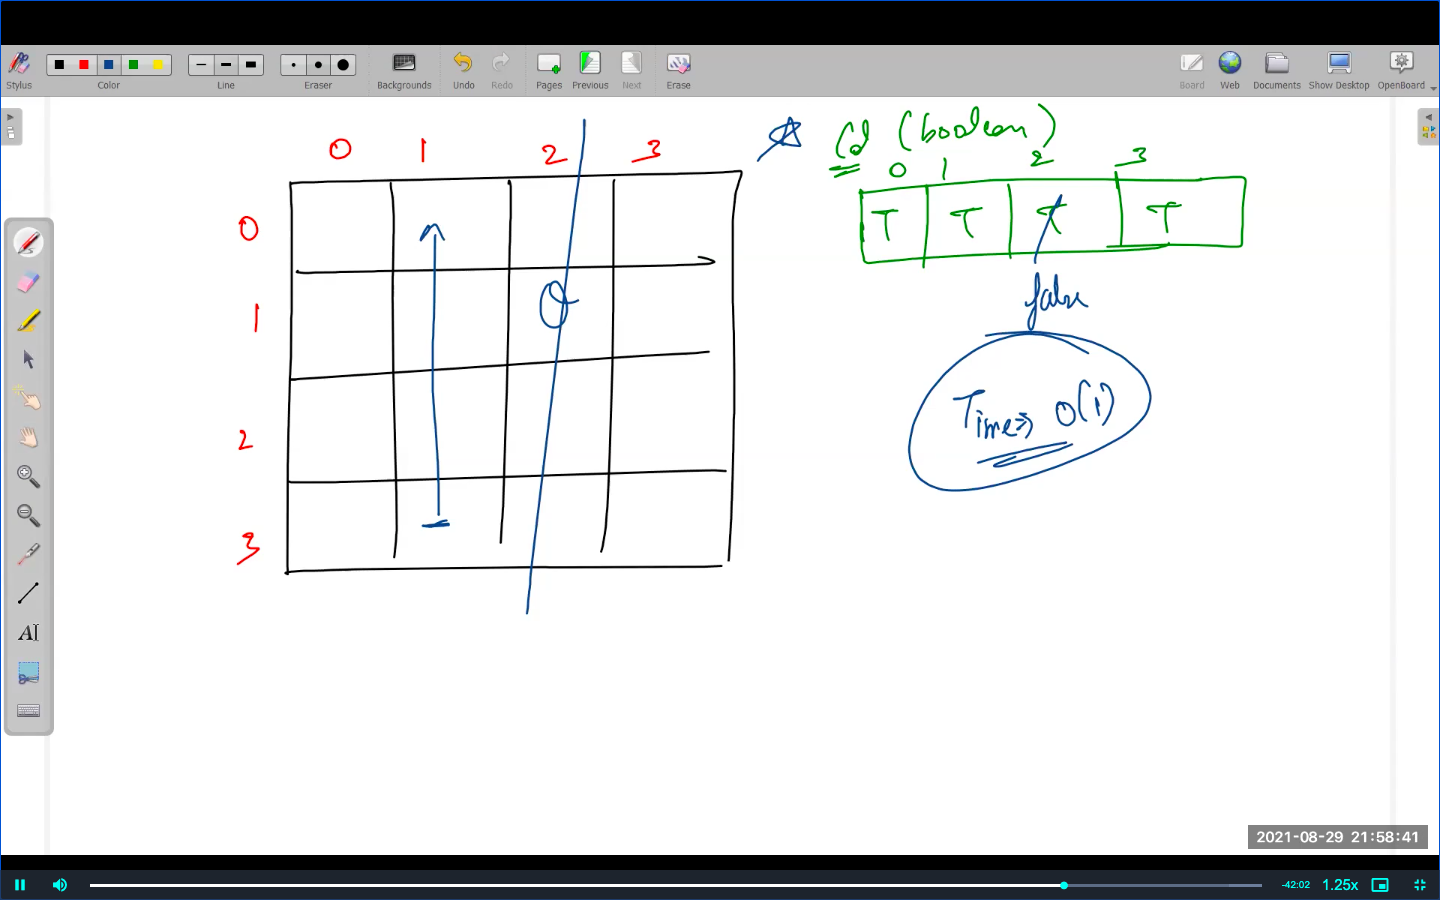 Stylus
Color
Line
Eraser
Backgrounds
Undo
Redo
Pages
Previous
Next
Erase
Board
Web
Documents
Show Desktop
OpenBoard
(boolean)
0 1 2 3
0 1 2 3
0
T T T T
1
Q
false
Time => O(1)
2
3
AI
2021-08-29 21:58:41
-42:02
1.25x